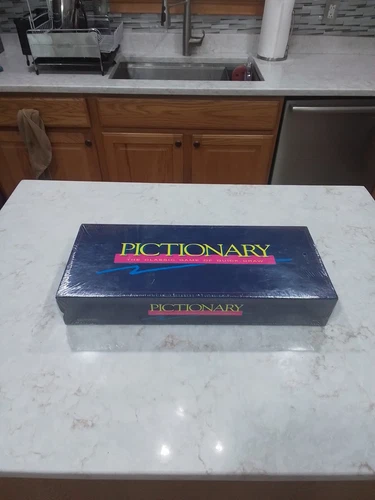 PICTIONARY
THE CLASSIC GAME OF QUICK DRAW
PICTIONARY